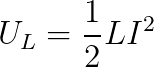 $U_L = \frac{1}{2} L I^2$